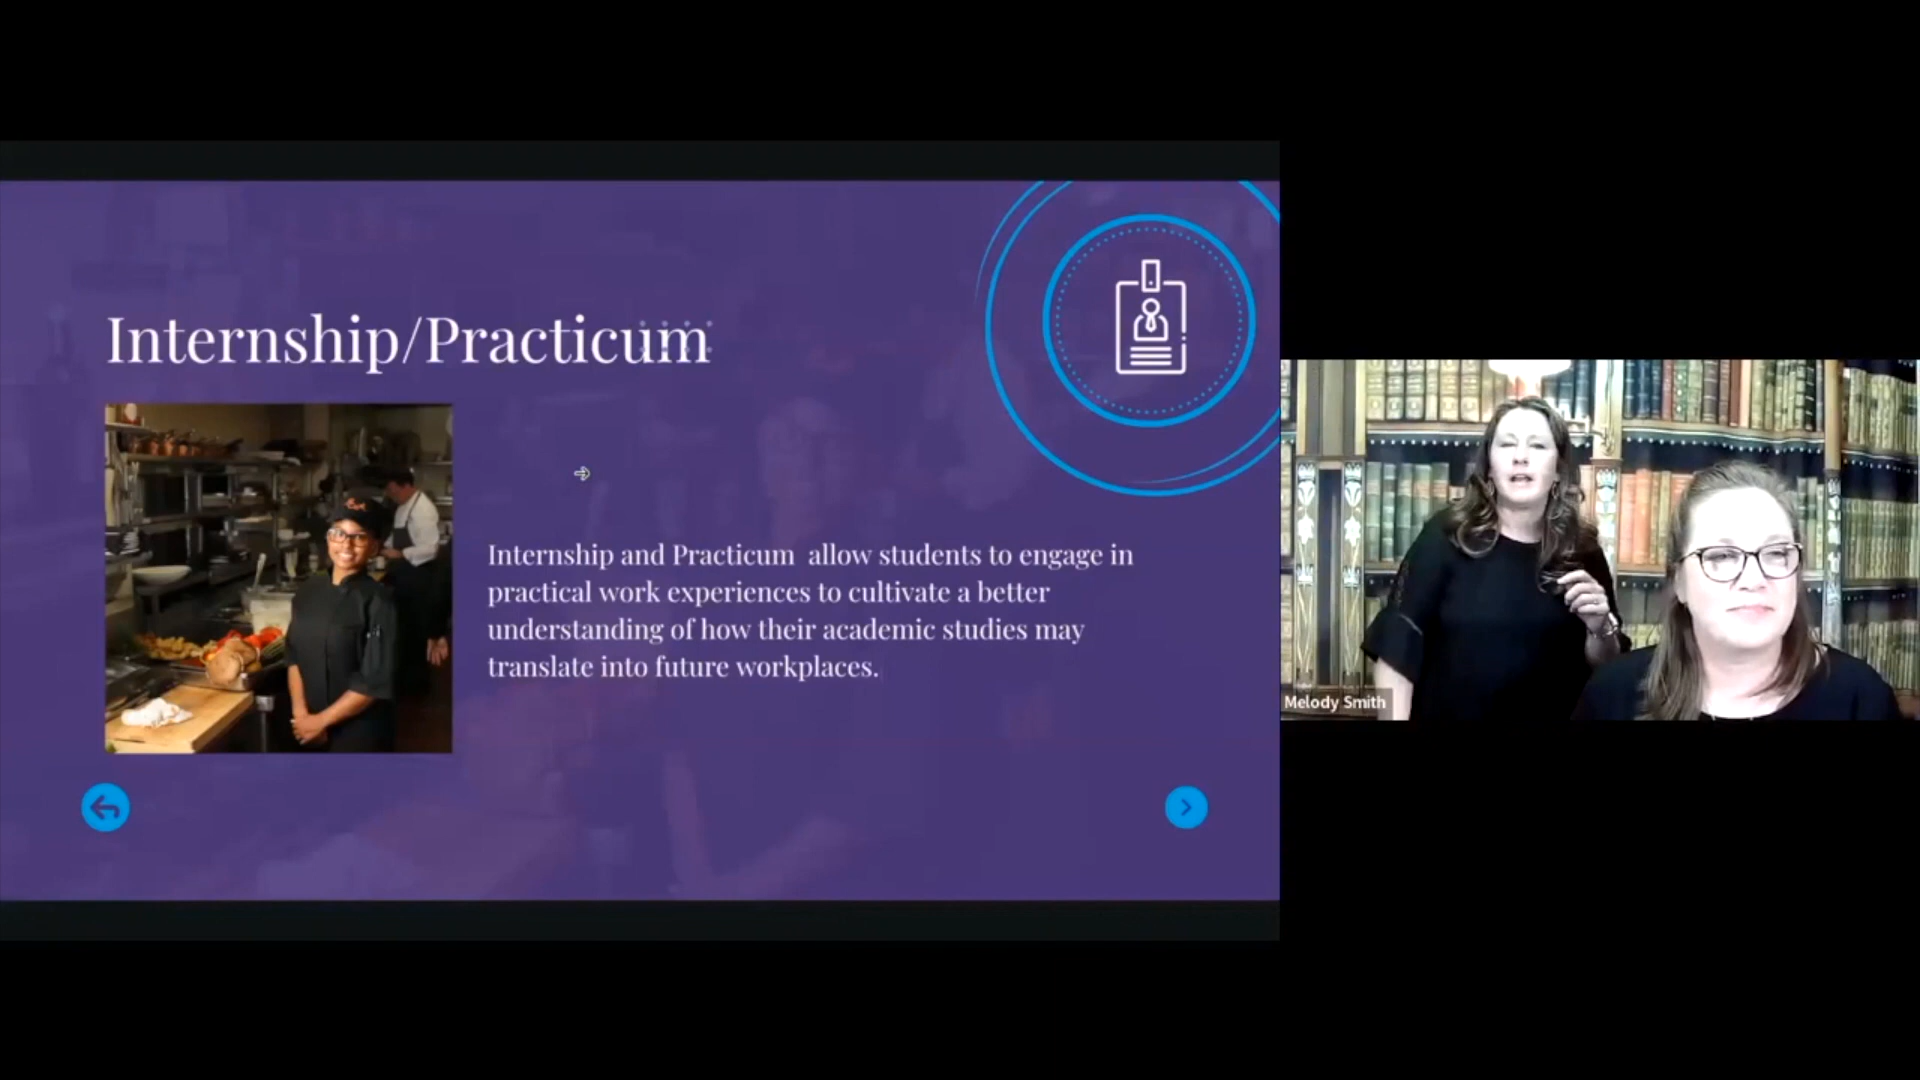 Internship/Practicum
Internship and Practicum allow students to engage in
practical work experiences to cultivate a better
understanding of how their academic studies may
translate into future workplaces.
Melody Smith